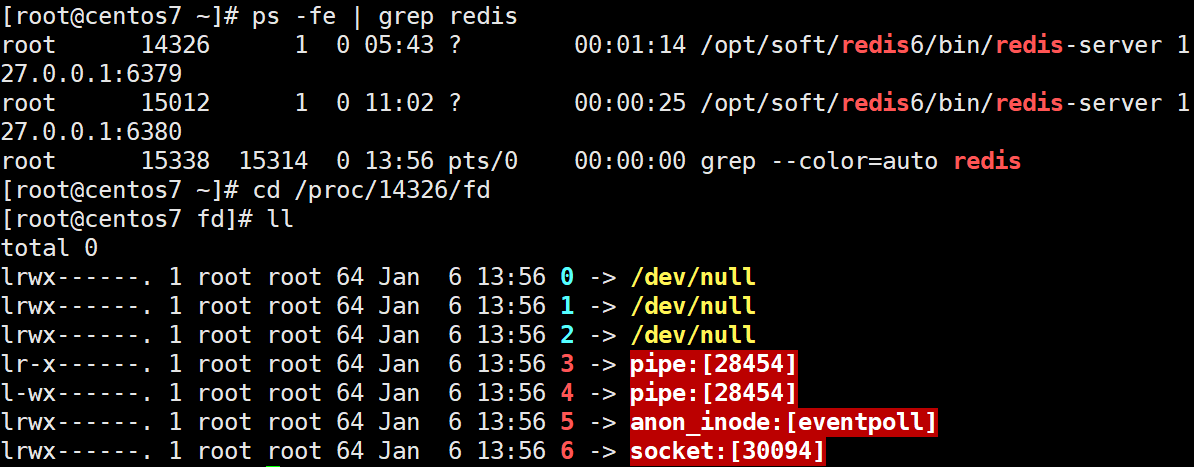 [root@centos7 ~]# ps -fe | grep redis
root      14326      1  0 05:43 ?        00:01:14 /opt/soft/redis6/bin/redis-server 1
27.0.0.1:6379
root      15012      1  0 11:02 ?        00:00:25 /opt/soft/redis6/bin/redis-server 1
27.0.0.1:6380
root      15338  15314  0 13:56 pts/0    00:00:00 grep --color=auto redis
[root@centos7 ~]# cd /proc/14326/fd
[root@centos7 fd]# ll
total 0
lrwx------. 1 root root 64 Jan  6 13:56 0 -> /dev/null
lrwx------. 1 root root 64 Jan  6 13:56 1 -> /dev/null
lrwx------. 1 root root 64 Jan  6 13:56 2 -> /dev/null
lr-x------. 1 root root 64 Jan  6 13:56 3 -> pipe:[28454]
l-wx------. 1 root root 64 Jan  6 13:56 4 -> pipe:[28454]
lrwx------. 1 root root 64 Jan  6 13:56 5 -> anon_inode:[eventpoll]
lrwx------. 1 root root 64 Jan  6 13:56 6 -> socket:[30094]